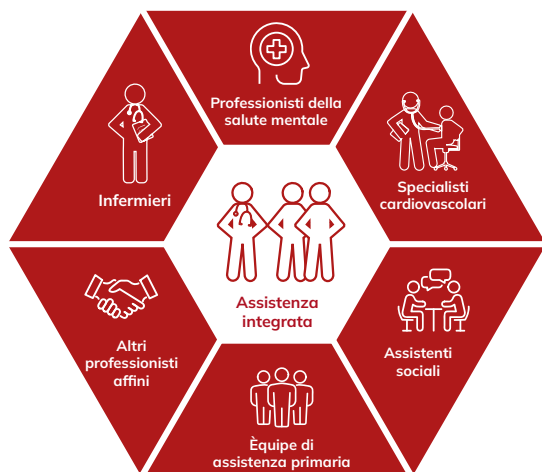 Professionisti della
salute mentale
Infermieri
Specialisti
cardiovascolari
Assistenza
integrata
Altri
professionisti
affini
Assistenti
sociali
Èquipe di
assistenza primaria